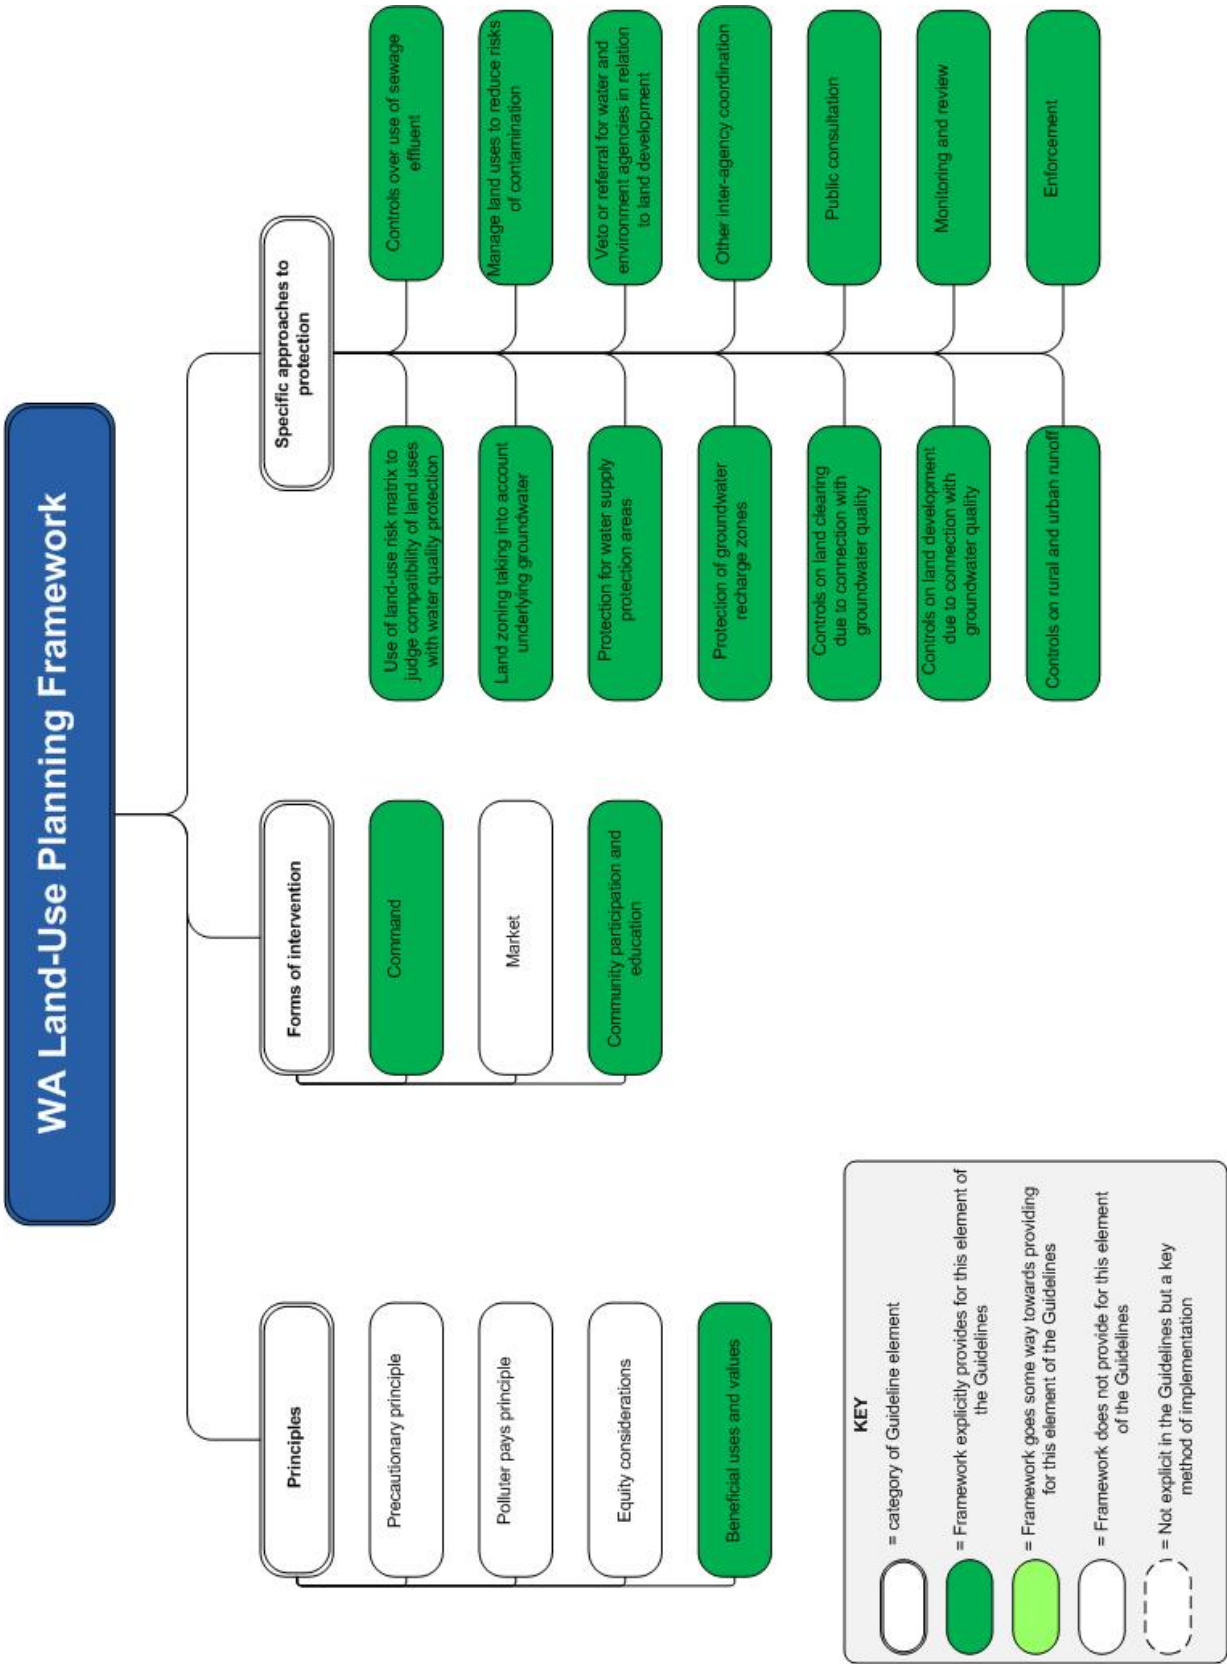 WA Land-Use Planning Framework
Principles
Precautionary principle
Polluter pays principle
Equity considerations
Beneficial uses and values
Forms of intervention
Command
Market
Community participation and
education
Specific approaches to
protection
Use of land-use risk matrix to
judge compatibility of land uses
with water quality protection
Land zoning taking into account
underlying groundwater
Protection for water supply
protection areas
Protection of groundwater
recharge zones
Controls on land clearing
due to connection with
groundwater quality
Controls on land development
due to connection with
groundwater quality
Controls on rural and urban runoff
Controls over use of sewage
effluent
Manage land uses to reduce risks
of contamination
Veto or referral for water and
environment agencies in relation
to land development
Other inter-agency coordination
Public consultation
Monitoring and review
Enforcement
KEY
= category of Guideline element
= Framework explicitly provides for this element of
the Guidelines
= Framework goes some way towards providing
for this element of the Guidelines
= Framework does not provide for this element
of the Guidelines
= Not explicit in the Guidelines but a key
method of implementation